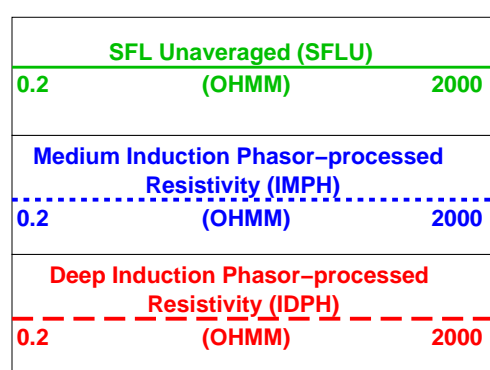 SFL Unaveraged (SFLU)
0.2 (OHMM) 2000
Medium Induction Phasor−processed
Resistivity (IMPH)
0.2 (OHMM) 2000
Deep Induction Phasor−processed
Resistivity (IDPH)
0.2 (OHMM) 2000